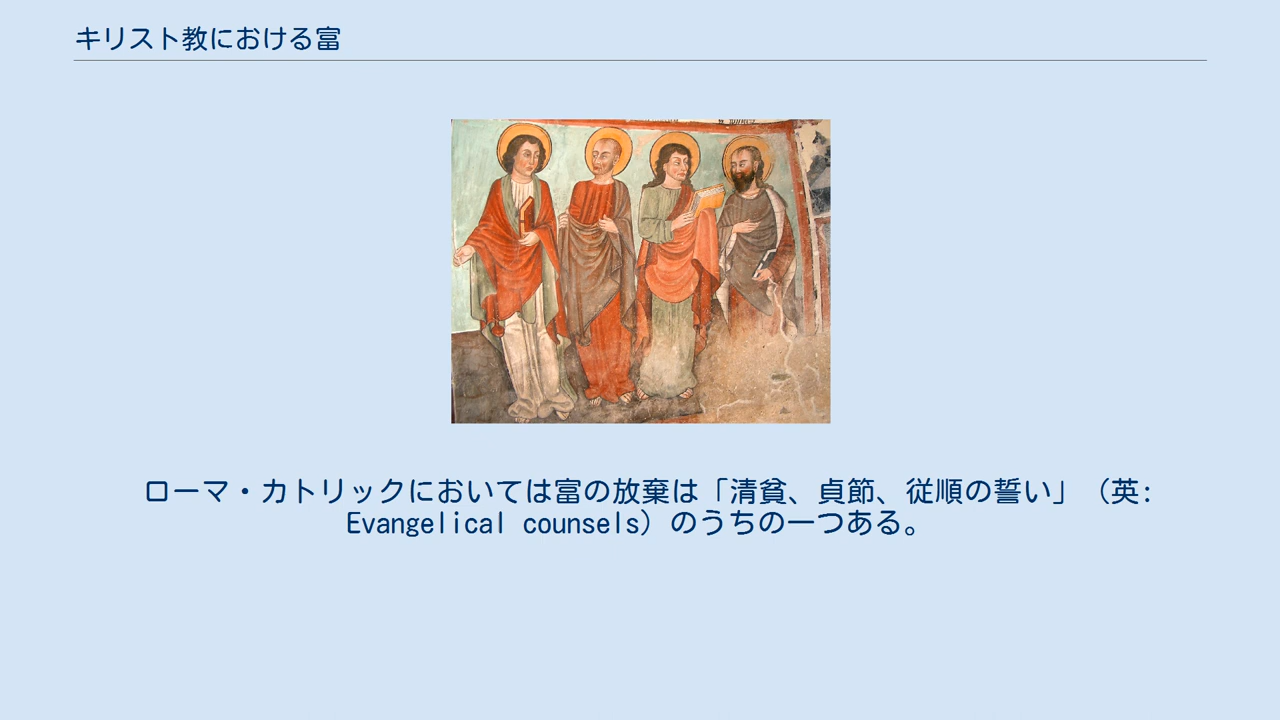 キリスト教における富
ローマ・カトリックにおいては富の放棄は「清貧、貞節、従順の誓い」（英:
Evangelical counsels）のうちの一つある。